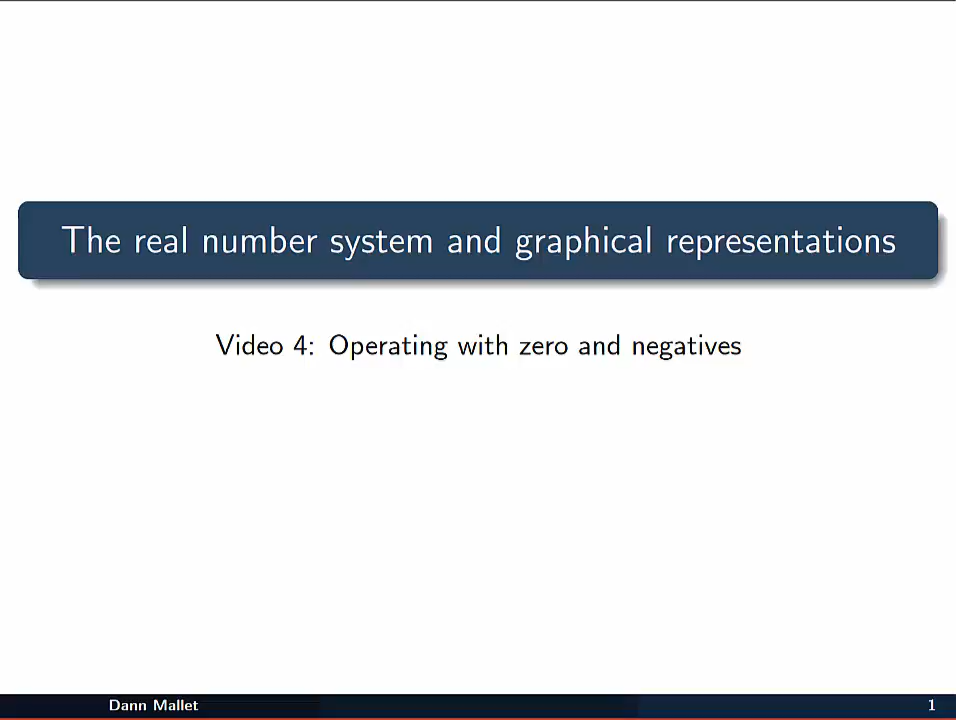 The real number system and graphical representations
Video 4: Operating with zero and negatives
Dann Mallet 1